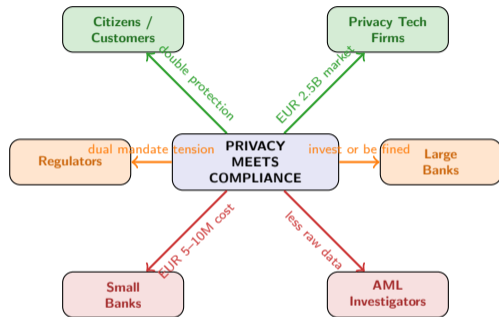 Citizens /
Customers
Privacy Tech
Firms
double protection
EUR 2.5B market
Regulators
dual mandate tension
PRIVACY
MEETS
COMPLIANCE
invest or be fined
Large
Banks
EUR 5–10M cost
less raw data
Small
Banks
AML
Investigators